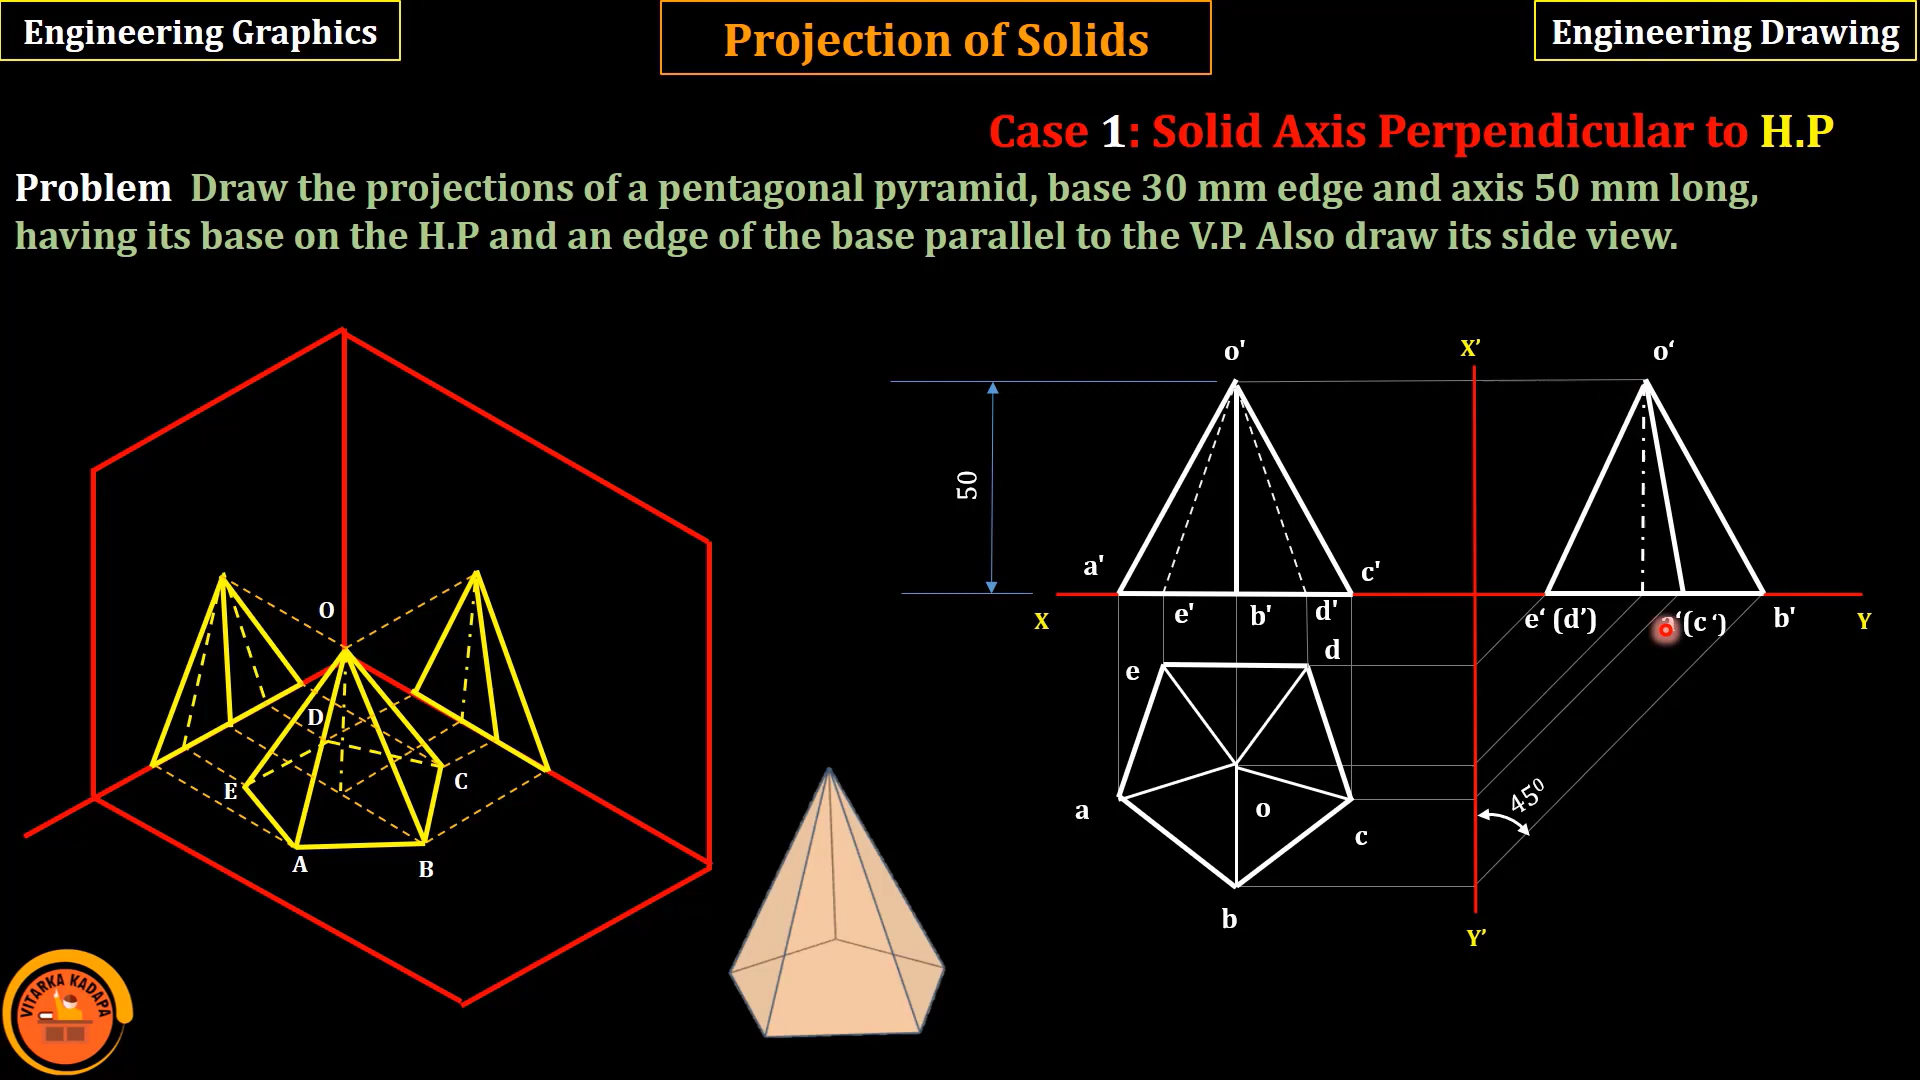 Engineering Graphics
Projection of Solids
Engineering Drawing
Case 1: Solid Axis Perpendicular to H.P
Problem Draw the projections of a pentagonal pyramid, base 30 mm edge and axis 50 mm long,
having its base on the H.P and an edge of the base parallel to the V.P. Also draw its side view.
o'
X’
o‘
50
a'
c'
X
e'
b'
d'
e‘ (d’)
a‘(c ‘)
b'
Y
O
d
e
D
E
C
a
o
c
45⁰
A
B
b
Y’
VITARKA KADAPA